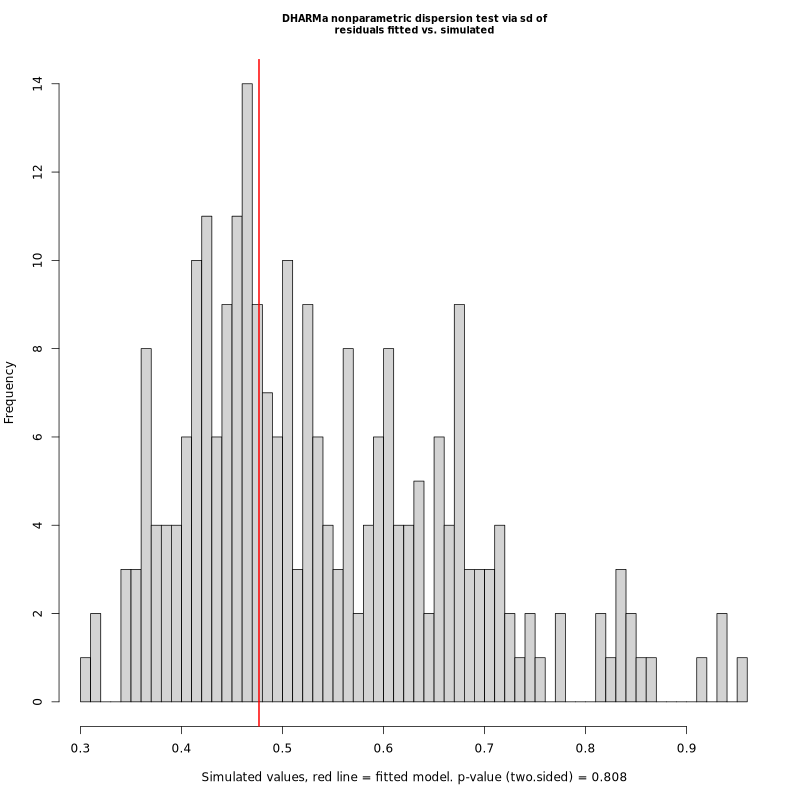 DHARMa nonparametric dispersion test via sd of
residuals fitted vs. simulated
Frequency
14
12
10
8
6
4
2
0
0.3 0.4 0.5 0.6 0.7 0.8 0.9
Simulated values, red line = fitted model. p-value (two.sided) = 0.808